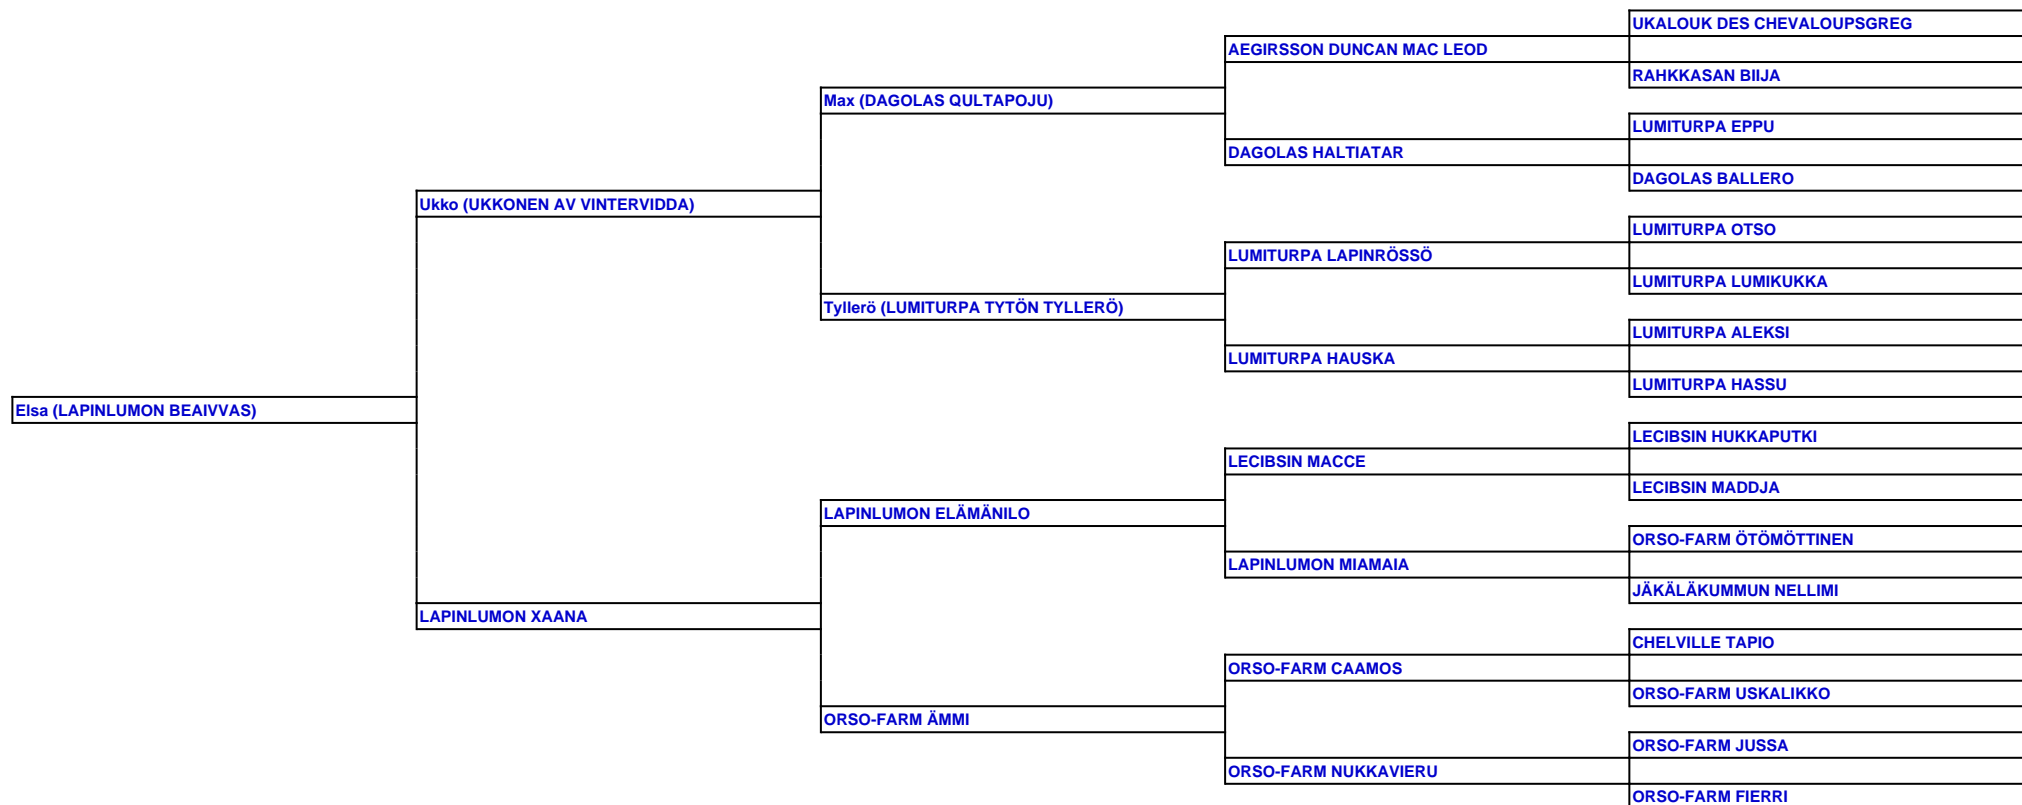 UKALOUK DES CHEVALOUPSGREG
AEGIRSSON DUNCAN MAC LEOD
RAHKKASAN BIIJA
Max (DAGOLAS QULTAPOJU)
LUMITURPA EPPU
DAGOLAS HALTIATAR
DAGOLAS BALLERO
Ukko (UKKONEN AV VINTERVIDDA)
LUMITURPA OTSO
LUMITURPA LAPINRÖSSÖ
LUMITURPA LUMIKUKKA
Tyllerö (LUMITURPA TYTÖN TYLLERÖ)
LUMITURPA ALEKSI
LUMITURPA HAUSKA
LUMITURPA HASSU
Elsa (LAPINLUMON BEAIVVAS)
LECIBSIN HUKKAPUTKI
LECIBSIN MACCE
LECIBSIN MADDJA
LAPINLUMON ELÄMÄNILO
ORSO-FARM ÖTÖMÖTTINEN
LAPINLUMON MIAMAIA
JÄKÄLÄKUMMUN NELLIMI
LAPINLUMON XAANA
CHELVILLE TAPIO
ORSO-FARM CAAMOS
ORSO-FARM USKALIKKO
ORSO-FARM ÄMMI
ORSO-FARM JUSSA
ORSO-FARM NUKKAVIERU
ORSO-FARM FIERRI